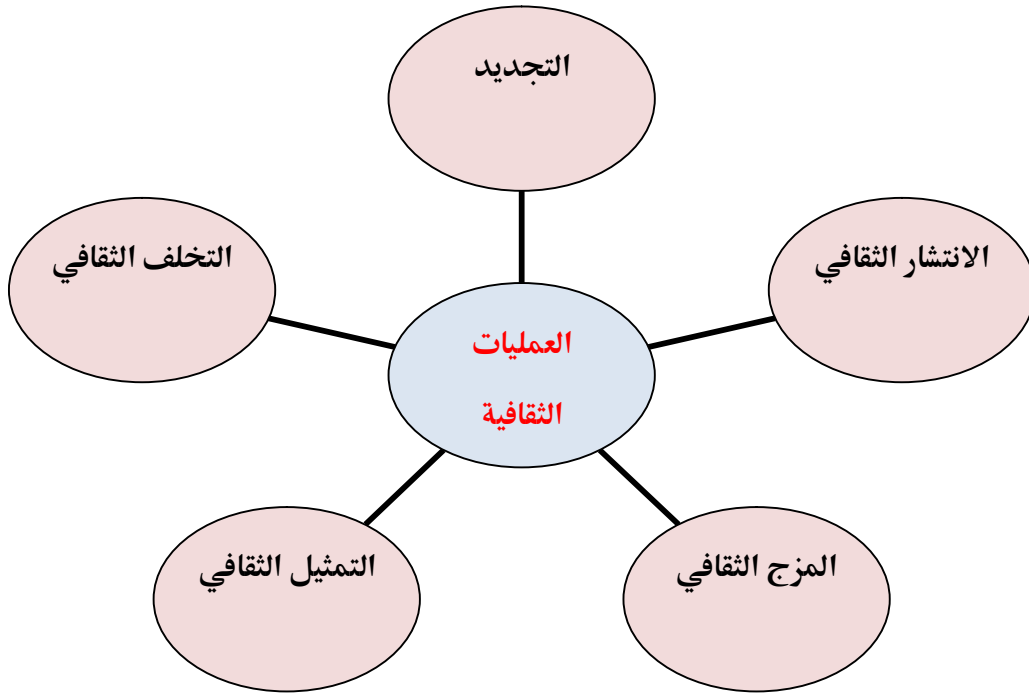 التجديد
الانتشار الثقافي
التخلف الثقافي
العمليات
الثقافية
المزج الثقافي
التمثيل الثقافي